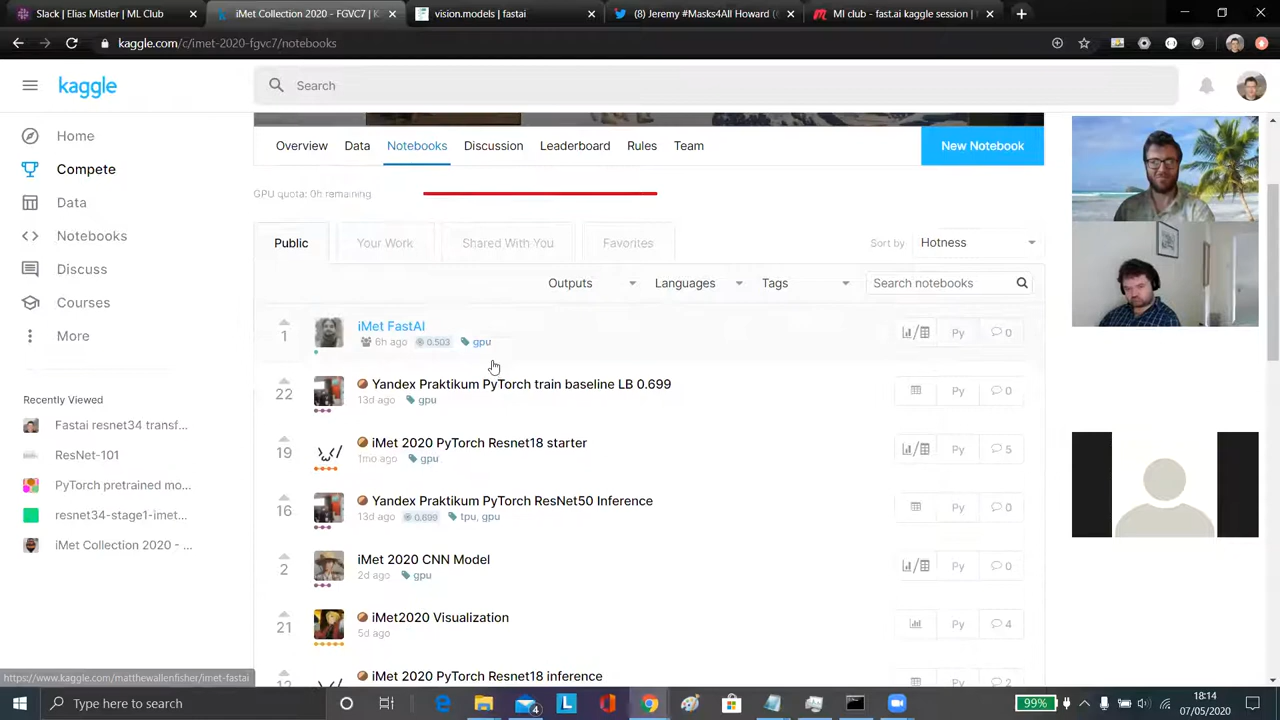 Slack | Elias Mister | ML Club
iMet Collection 2020 - FGVC7 | K
vision.models | fastai
(8) Jeremy #Masks4All Howard (
Ml club - fast.ai kaggle session |
kaggle.com/c/imet-2020-fgvc7/notebooks
kaggle
Search
Home
Compete
Data
Notebooks
Discuss
Courses
More
Recently Viewed
Fastai resnet34 transf...
ResNet-101
PyTorch pretrained mo...
resnet34-stage1-imet...
iMet Collection 2020 - ...
Overview Data Notebooks Discussion Leaderboard Rules Team New Notebook
GPU quota: 0h remaining
Public Your Work Shared With You Favorites Sort by Hotness
Outputs Languages Tags Search notebooks
1 iMet FastAI Py 0
6h ago 0.503 gpu
22 Yandex Praktikum PyTorch train baseline LB 0.699 Py 0
13d ago gpu
19 iMet 2020 PyTorch Resnet18 starter Py 5
1mo ago gpu
16 Yandex Praktikum PyTorch ResNet50 Inference Py 0
13d ago 0.699 tpu, gpu
2 iMet 2020 CNN Model Py 0
2d ago gpu
21 iMet2020 Visualization Py 4
5d ago
12 iMet 2020 PyTorch Resnet18 inference Py 2
https://www.kaggle.com/matthewallenfisher/imet-fastai
Type here to search
4
L
99%
18:14
07/05/2020